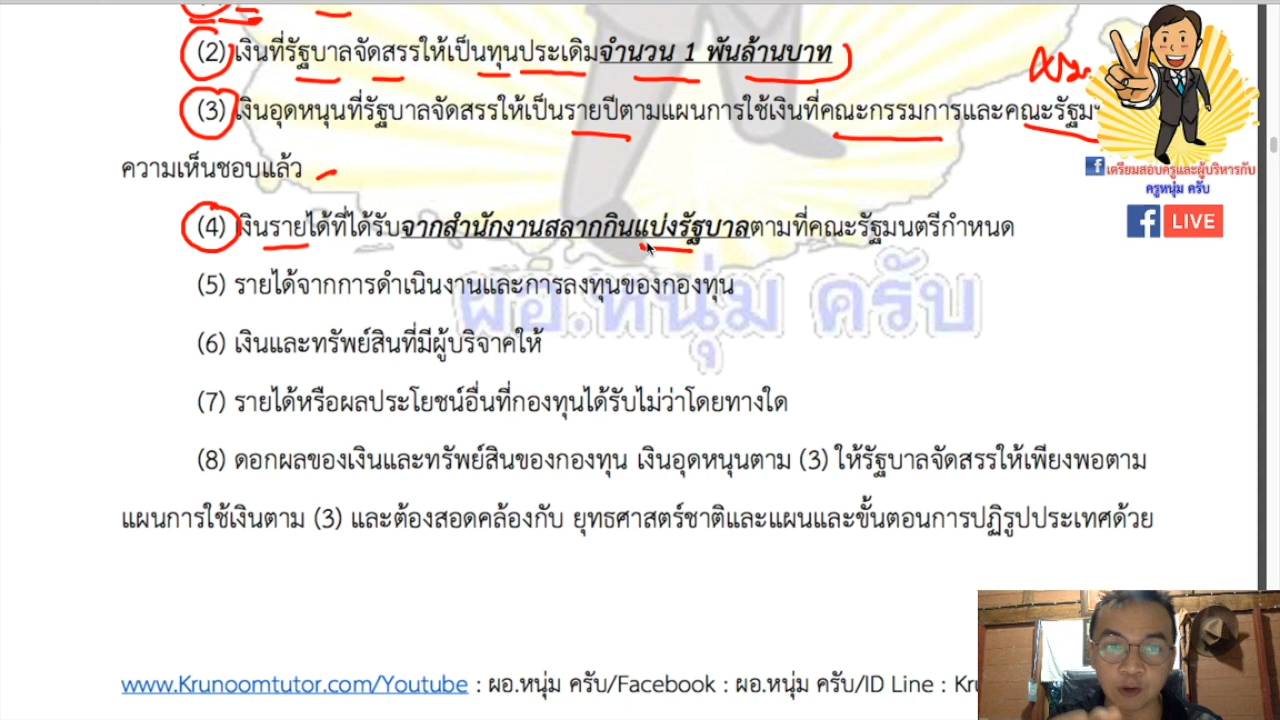 (2) เงินที่รัฐบาลจัดสรรให้เป็นทุนประเดิมจำนวน 1 พันล้านบาท
(3) เงินอุดหนุนที่รัฐบาลจัดสรรให้เป็นรายปีตามแผนการใช้เงินที่คณะกรรมการและคณะรัฐม
ความเห็นชอบแล้ว
(4) เงินรายได้ที่ได้รับจากสำนักงานสลากกินแบ่งรัฐบาลตามที่คณะรัฐมนตรีกำหนด
(5) รายได้จากการดำเนินงานและการลงทุนของกองทุน
(6) เงินและทรัพย์สินที่มีผู้บริจาคให้
(7) รายได้หรือผลประโยชน์อื่นที่กองทุนได้รับไม่ว่าโดยทางใด
(8) ดอกผลของเงินและทรัพย์สินของกองทุน เงินอุดหนุนตาม (3) ให้รัฐบาลจัดสรรให้เพียงพอตาม
แผนการใช้เงินตาม (3) และต้องสอดคล้องกับ ยุทธศาสตร์ชาติและแผนและขั้นตอนการปฏิรูปประเทศด้วย
www.Krunoomtutor.com/Youtube : ผอ.หนุ่ม ครับ/Facebook : ผอ.หนุ่ม ครับ/ID Line : Kr
ผอ.หนุ่ม ครับ
f เตรียมสอบครูและผู้บริหารกับ
ครูหนุ่ม ครับ
f LIVE